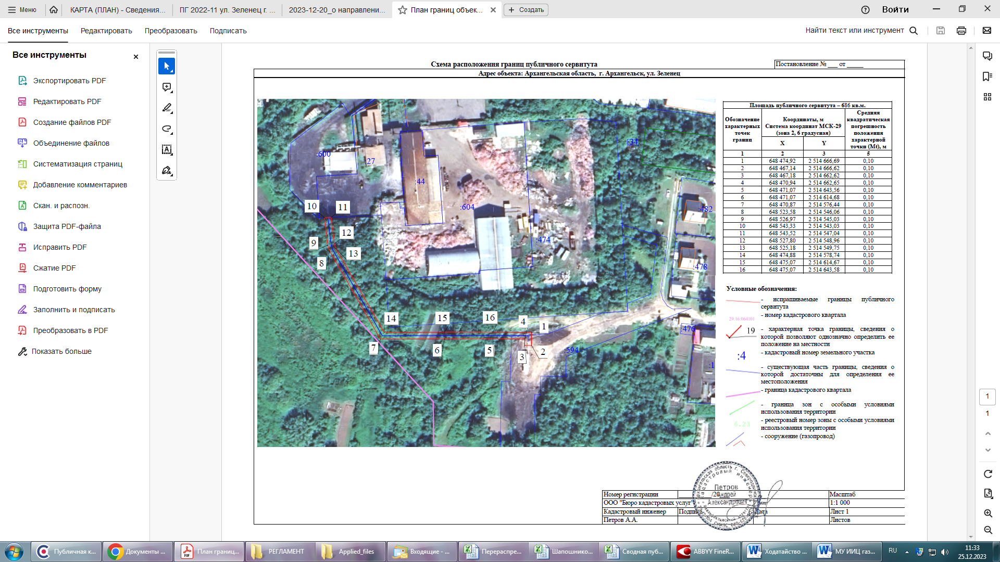 Меню
КАРТА (ПЛАН) - Сведения...
ПГ 2022-11 ул. Зеленец г. ...
2023-12-20_о направлени...
План границ объек...
Создать
Войти
Все инструменты
Редактировать
Преобразовать
Подписать
Найти текст или инструмент
Все инструменты
Экспортировать PDF
Редактировать PDF
Создание файлов PDF
Объединение файлов
Систематизация страниц
Добавление комментариев
Скан. и распозн.
Защита PDF-файла
Исправить PDF
Сжатие PDF
Подготовить форму
Заполнить и подписать
Преобразовать в PDF
Показать больше
Схема расположения границ публичного сервитута
Постановление № ___ от _____
Адрес объекта: Архангельская область, г. Архангельск, ул. Зеленец
:600
:27
:44
:604
:474
:34
:482
:478
:476
:594
:1
10
11
12
9
13
8
14
15
16
4
1
7
6
5
3
2
Площадь публичного сервитута – 686 кв.м.
Обозначение характерных точек границ
Координаты, м
Система координат МСК-29
(зона 2, 6 градусная)
Средняя квадратическая погрешность положения характерной точки (Mt), м
X Y
1 2 3 5
1 648 474,92 2 514 666,69 0,10
2 648 467,14 2 514 666,62 0,10
3 648 467,18 2 514 662,62 0,10
4 648 470,94 2 514 662,65 0,10
5 648 471,07 2 514 643,56 0,10
6 648 471,07 2 514 614,68 0,10
7 648 470,87 2 514 576,44 0,10
8 648 523,58 2 514 546,06 0,10
9 648 526,97 2 514 545,03 0,10
10 648 543,33 2 514 543,03 0,10
11 648 543,52 2 514 547,04 0,10
12 648 527,80 2 514 548,96 0,10
13 648 525,18 2 514 549,75 0,10
14 648 474,88 2 514 578,74 0,10
15 648 475,07 2 514 614,67 0,10
16 648 475,07 2 514 643,58 0,10
Условные обозначения:
- испрашиваемые границы публичного
сервитута
29:16:064101
- номер кадастрового квартала
19
- характерная точка границы, сведения о
которой позволяют однозначно определить ее
положение на местности
:4
- кадастровый номер земельного участка
- существующая часть границы, сведения о
которой достаточны для определения ее
местоположения
- граница кадастрового квартала
- граница зон с особыми условиями
использования территории
6.23
- реестровый номер зоны с особыми условиями
использования территории
- сооружение (газопровод)
Номер регистрации /20
Масштаб
ООО "Бюро кадастровых услуг"
1:1 000
Кадастровый инженер
Подпись
Дата
Лист 1
Петров А.А.
Листов
Петров
Андрей
Александрович
1
1
Публичная к...
Документы ...
План границ...
РЕГЛАМЕНТ
Applied_files
Входящие - ...
Перераспре...
Шапошнико...
Сводная пуб...
ABBYY FineR...
Ходатайство ...
МУ ИИЦ газ...
RU
11:33
25.12.2023